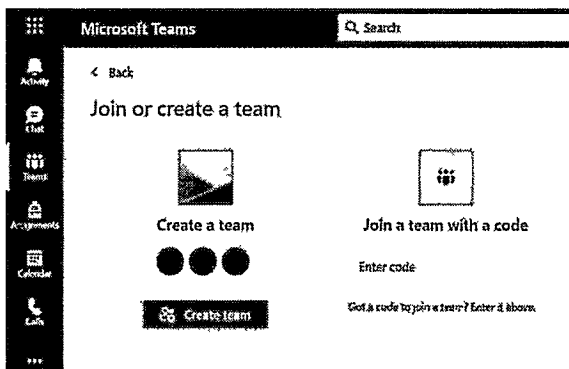 Microsoft Teams
Search
Activity
Chat
Teams
Assignments
Calendar
Calls
< Back
Join or create a team
Create a team
Create team
Join a team with a code
Enter code
Got a code to join a team? Enter it above.